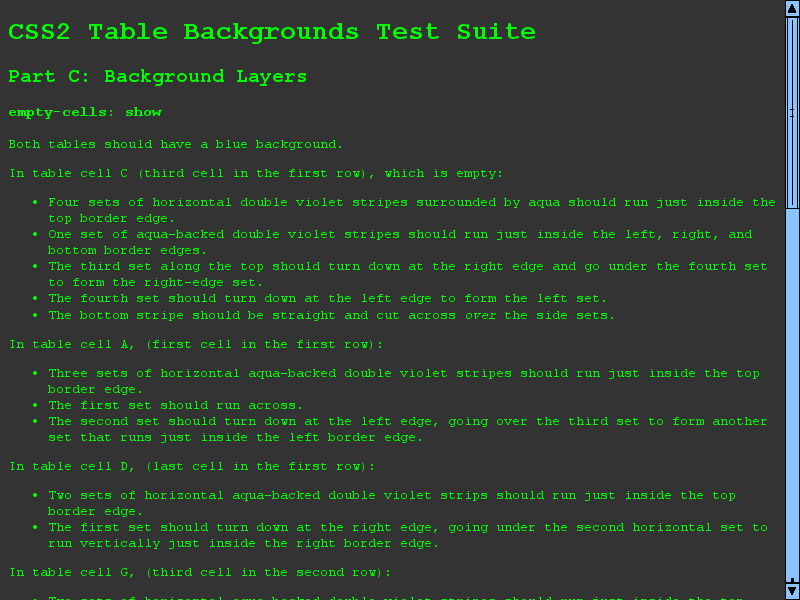 CSS2 Table Backgrounds Test Suite
Part C: Background Layers
empty-cells: show
Both tables should have a blue background.
In table cell C (third cell in the first row), which is empty:
• Four sets of horizontal double violet stripes surrounded by aqua should run just inside the
top border edge.
• One set of aqua-backed double violet stripes should run just inside the left, right, and
bottom border edges.
• The third set along the top should turn down at the right edge and go under the fourth set
to form the right-edge set.
• The fourth set should turn down at the left edge to form the left set.
• The bottom stripe should be straight and cut across over the side sets.
In table cell A, (first cell in the first row):
• Three sets of horizontal aqua-backed double violet stripes should run just inside the top
border edge.
• The first set should run across.
• The second set should turn down at the left edge, going over the third set to form another
set that runs just inside the left border edge.
In table cell D, (last cell in the first row):
• Two sets of horizontal aqua-backed double violet strips should run just inside the top
border edge.
• The first set should turn down at the right edge, going under the second horizontal set to
run vertically just inside the right border edge.
In table cell G, (third cell in the second row):